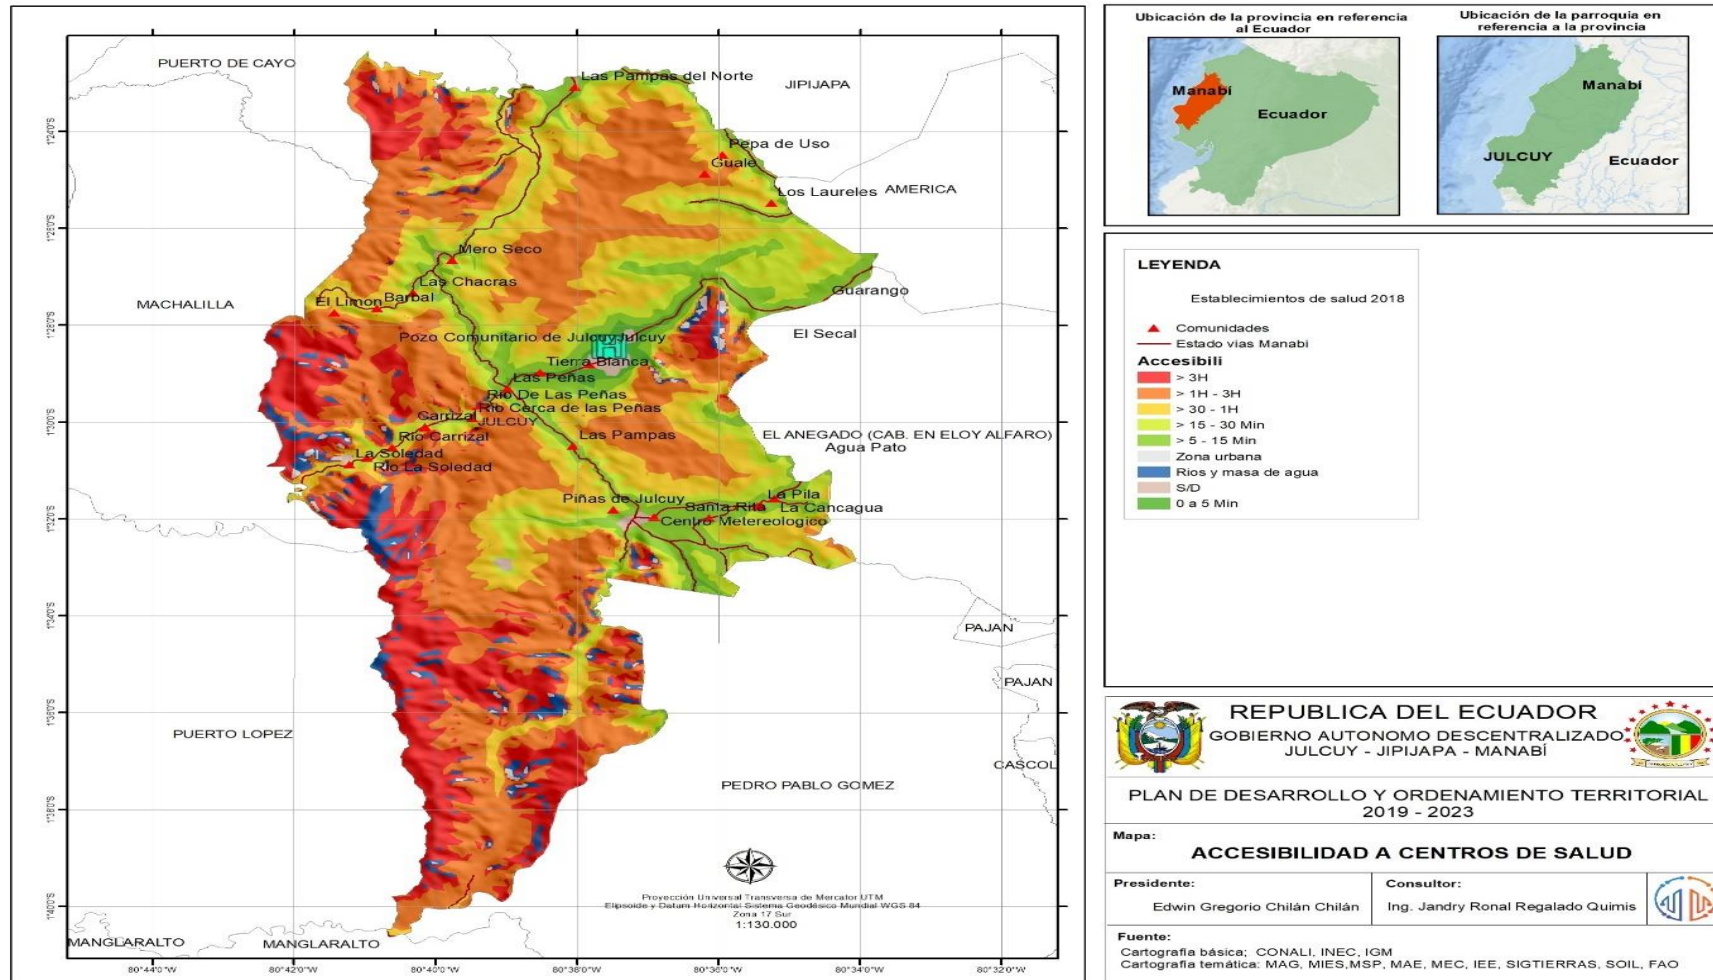 PUERTO DE CAYO
Las Pampas del Norte
JIPIJAPA
Pepa de Uso
Guale
Los Laureles
AMERICA
Mero Seco
Las Chacras
MACHALILLA
El Limon
Barbal
Guarango
El Secal
Pozo Comunitario de Julcuy
Julcuy
Tierra Blanca
Las Peñas
Rio De Las Peñas
Rio Cerca de las Peñas
Carrizal
JULCUY
Rio Carrizal
Las Pampas
EL ANEGADO (CAB. EN ELOY ALFARO)
Agua Pato
La Soledad
Rio La Soledad
Piñas de Julcuy
La Pila
Santa Rita
La Cancagua
Centro Metereologico
PAJAN
PAJAN
PUERTO LOPEZ
CASCOL
PEDRO PABLO GOMEZ
MANGLARALTO
MANGLARALTO
1°24'0"S
1°26'0"S
1°28'0"S
1°30'0"S
1°32'0"S
1°34'0"S
1°36'0"S
1°38'0"S
1°40'0"S
80°44'0"W
80°42'0"W
80°40'0"W
80°38'0"W
80°36'0"W
80°34'0"W
80°32'0"W
Proyección Universal Transversa de Mercator UTM
Elipsoide y Datum Horizontal Sistema Geodésico Mundial WGS 84
Zona 17 Sur
1:130.000
Ubicación de la provincia en referencia
al Ecuador
Manabí
Ecuador
Ubicación de la parroquia en
referencia a la provincia
Manabí
JULCUY
Ecuador
LEYENDA
Establecimientos de salud 2018
Comunidades
Estado vias Manabi
Accesibili
> 3H
> 1H - 3H
> 30 - 1H
> 15 - 30 Min
> 5 - 15 Min
Zona urbana
Rios y masa de agua
S/D
0 a 5 Min
REPUBLICA DEL ECUADOR
GOBIERNO AUTONOMO DESCENTRALIZADO
JULCUY - JIPIJAPA - MANABÍ
PLAN DE DESARROLLO Y ORDENAMIENTO TERRITORIAL
2019 - 2023
Mapa:
ACCESIBILIDAD A CENTROS DE SALUD
Presidente:
Edwin Gregorio Chilán Chilán
Consultor:
Ing. Jandry Ronal Regalado Quimis
Fuente:
Cartografía básica; CONALI, INEC, IGM
Cartografía temática: MAG, MIES,MSP, MAE, MEC, IEE, SIGTIERRAS, SOIL, FAO